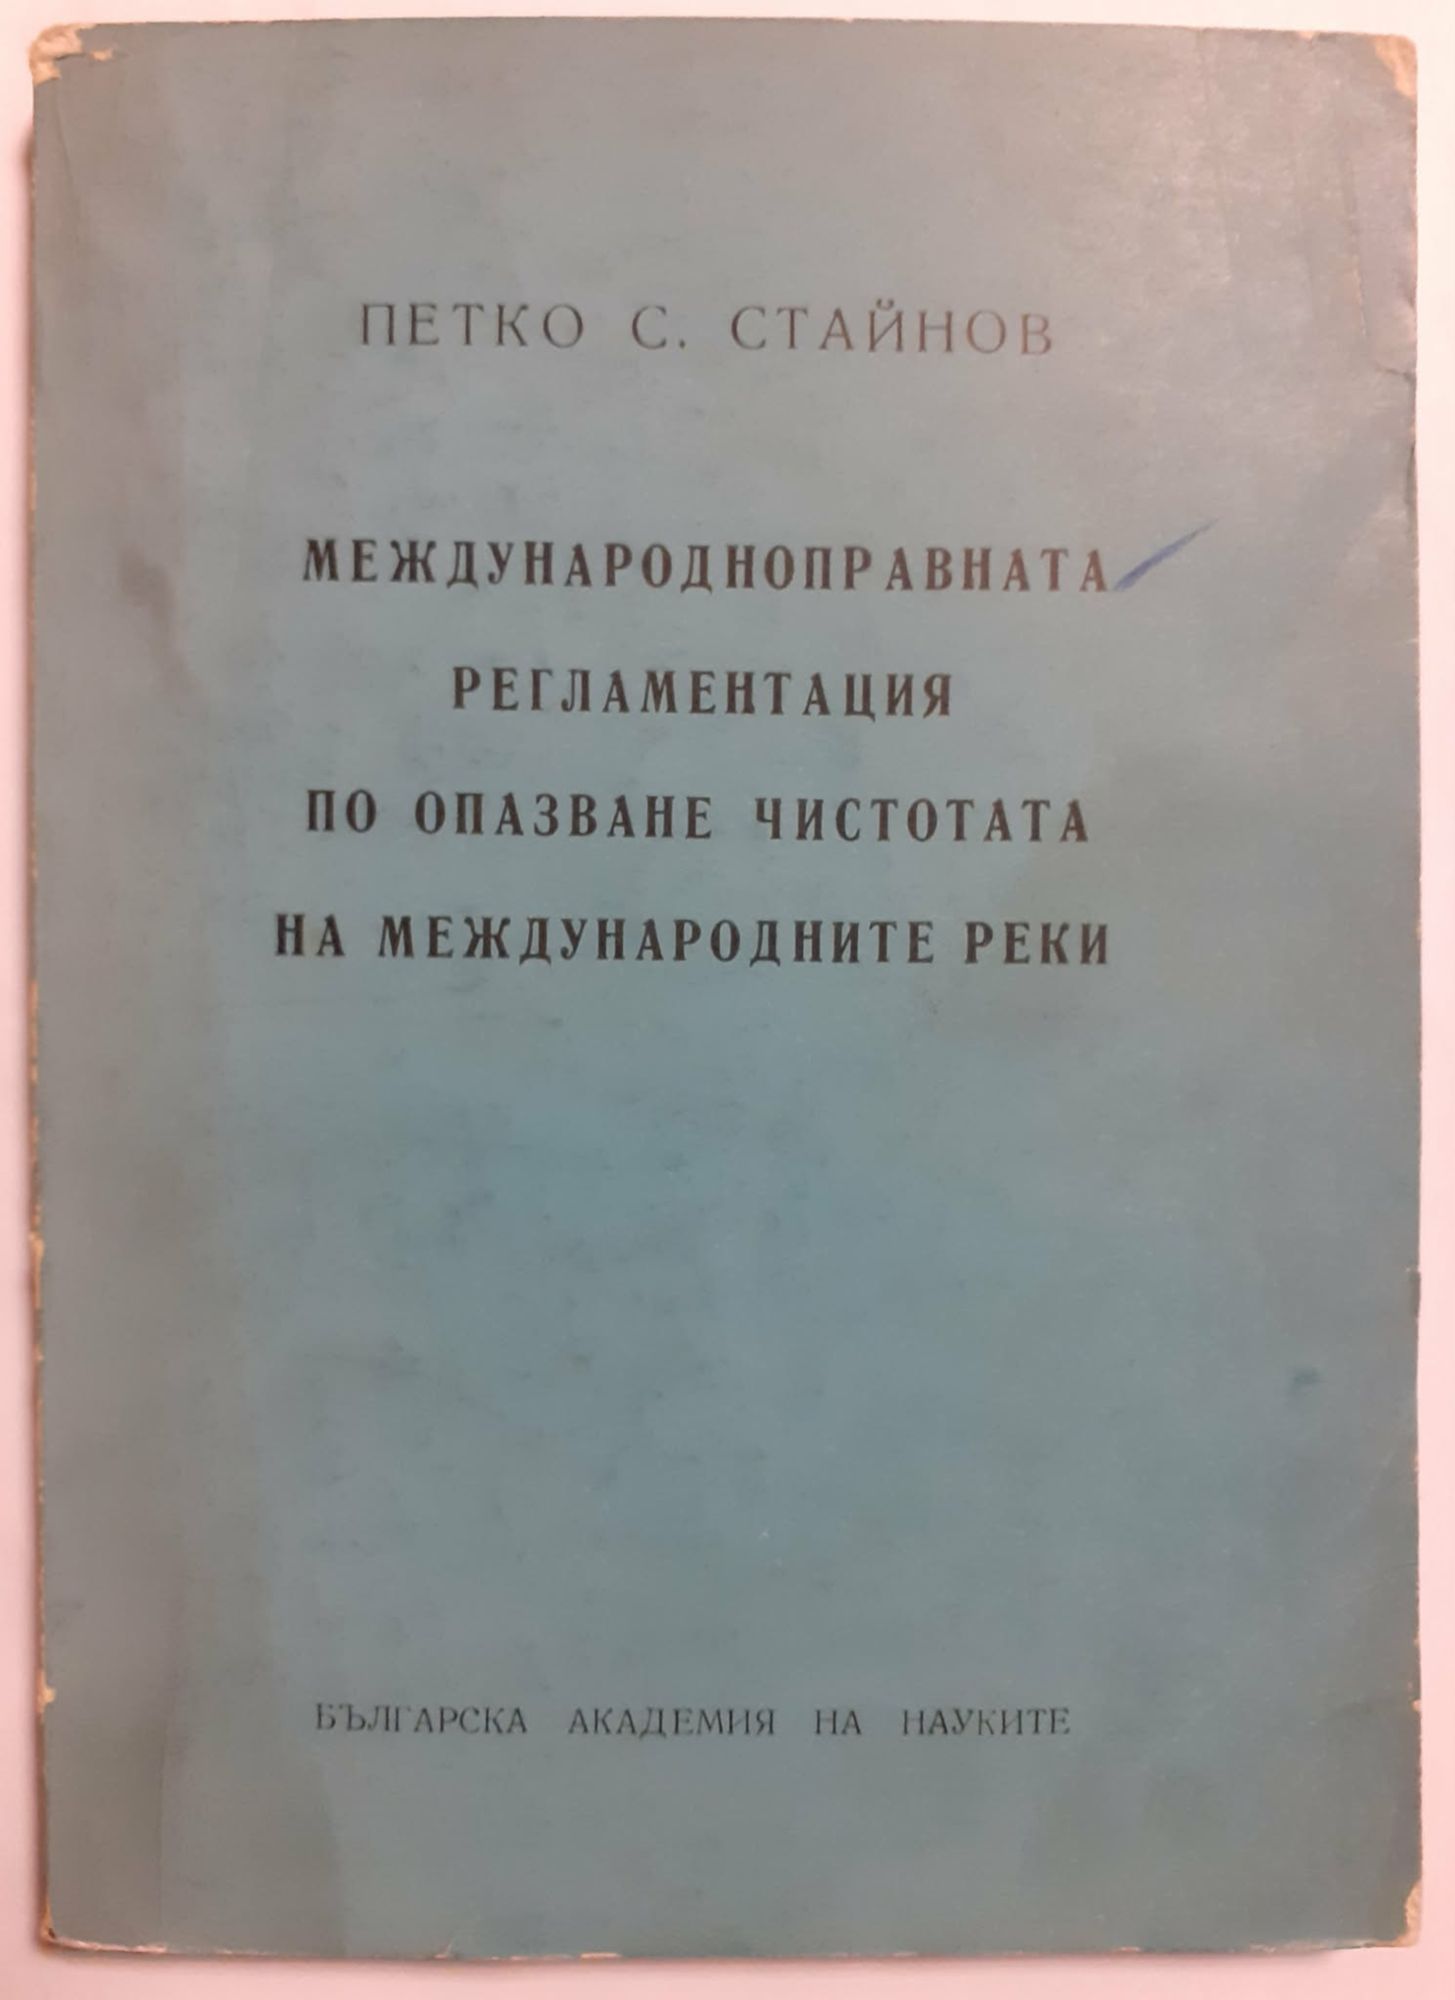 ПЕТКО С. СТАЙНОВ
МЕЖДУНАРОДНОПРАВНАТА
РЕГЛАМЕНТАЦИЯ
ПО ОПАЗВАНЕ ЧИСТОТАТА
НА МЕЖДУНАРОДНИТЕ РЕКИ
БЪЛГАРСКА АКАДЕМИЯ НА НАУКИТЕ